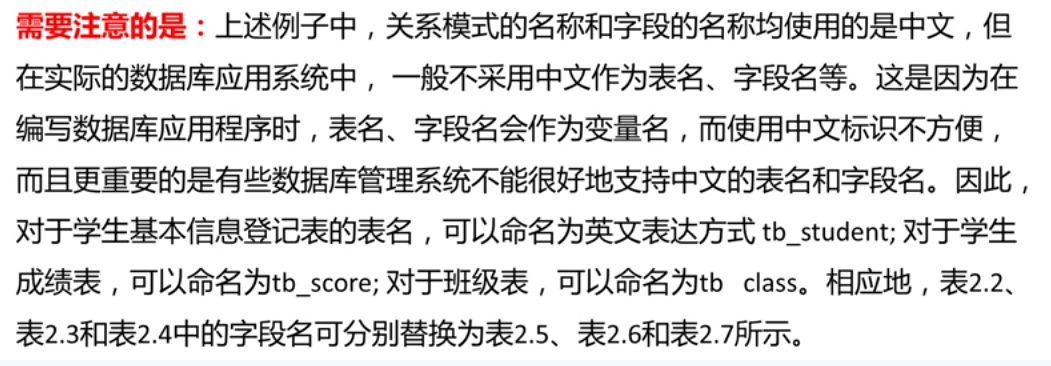 需要注意的是：上述例子中，关系模式的名称和字段的名称均使用的是中文，但
在实际的数据库应用系统中， 一般不采用中文作为表名、字段名等。这是因为在
编写数据库应用程序时，表名、字段名会作为变量名，而使用中文标识不方便，
而且更重要的是有些数据库管理系统不能很好地支持中文的表名和字段名。因此，
对于学生基本信息登记表的表名，可以命名为英文表达方式 tb_student; 对于学生
成绩表，可以命名为tb_score; 对于班级表，可以命名为tb class。相应地，表2.2、
表2.3和表2.4中的字段名可分别替换为表2.5、表2.6和表2.7所示。